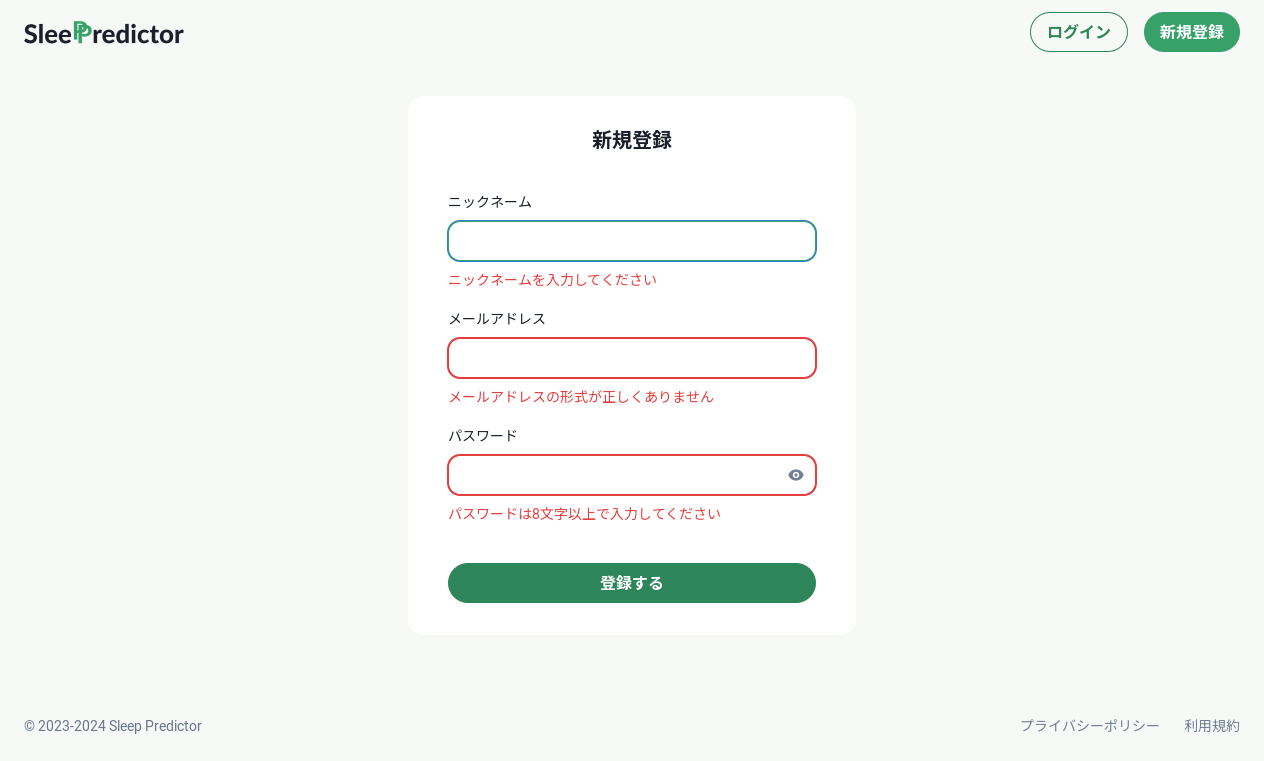 SleePredictor
ログイン
新規登録
新規登録
ニックネーム
ニックネームを入力してください
メールアドレス
メールアドレスの形式が正しくありません
パスワード
パスワードは8文字以上で入力してください
登録する
© 2023-2024 Sleep Predictor
プライバシーポリシー
利用規約